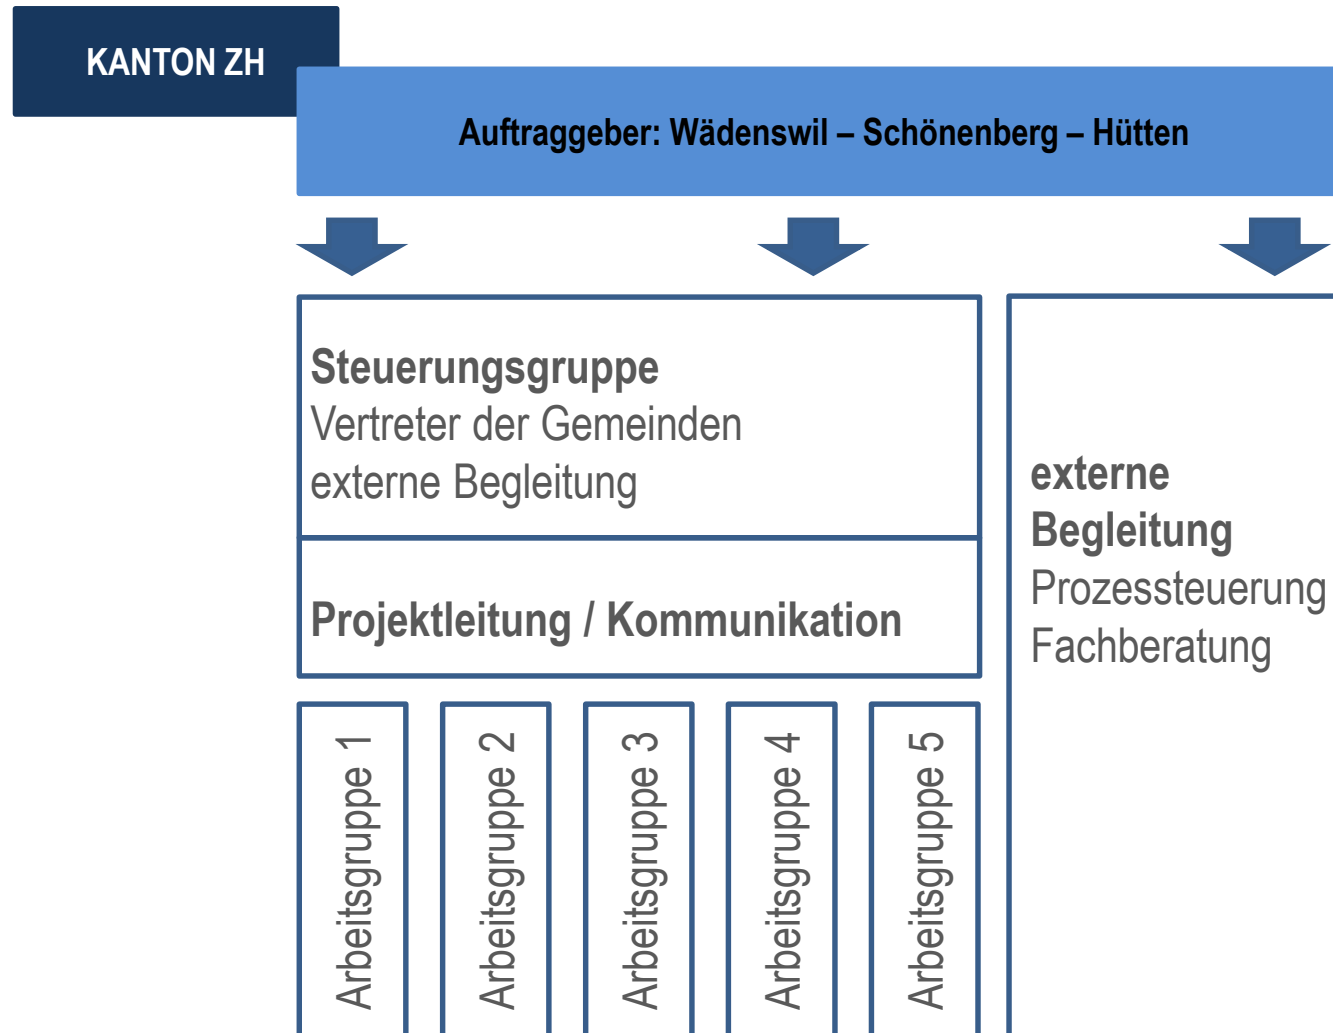 KANTON ZH
Auftraggeber: Wädenswil – Schönenberg – Hütten
Steuerungsgruppe
Vertreter der Gemeinden
externe Begleitung
Projektleitung / Kommunikation
externe
Begleitung
Prozessteuerung
Fachberatung
Arbeitsgruppe 1
Arbeitsgruppe 2
Arbeitsgruppe 3
Arbeitsgruppe 4
Arbeitsgruppe 5